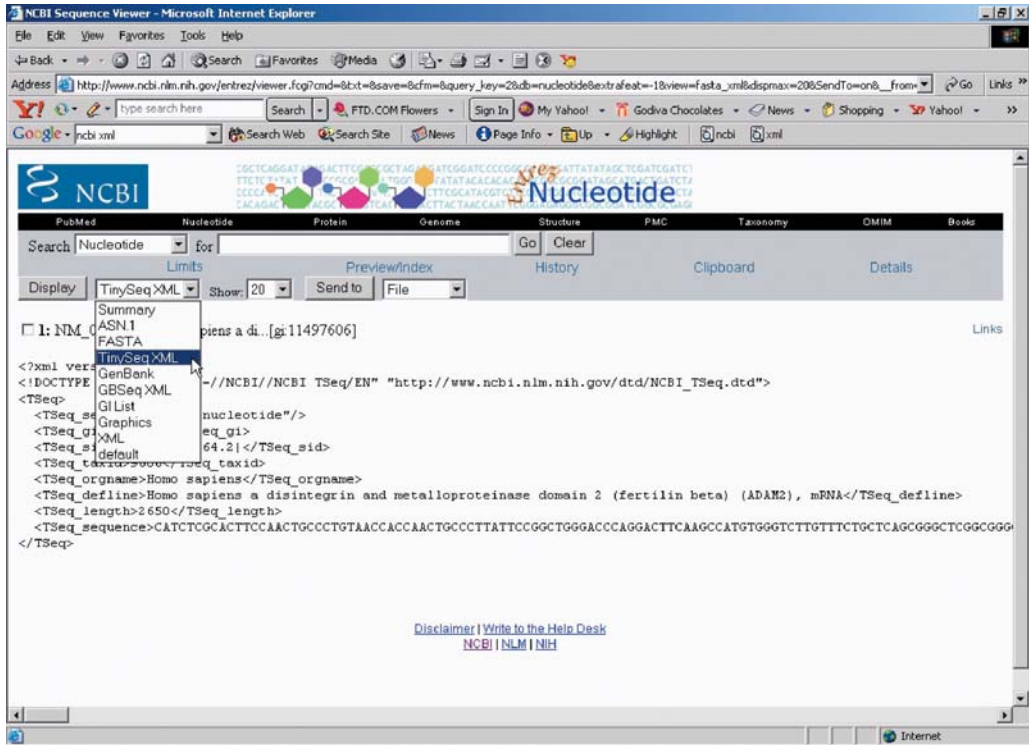 NCBI Sequence Viewer - Microsoft Internet Explorer
File Edit View Favorites Tools Help
Back Search Favorites Media
Address http://www.ncbi.nlm.nih.gov/entrez/viewer.fcgi?cmd=&txt=&save=&cfm=&query_key=2&db=nucleotide&extrafeat=-1&view=fasta_xml&dispmax=20&SendTo=on&__from= Go Links »
Y! type search here Search FTD.COM Flowers Sign In My Yahoo! Godiva Chocolates News Shopping Yahoo! »
Google ncbi xml Search Web Search Site News Page Info Up Highlight ncbi xml
NCBI
Entrez Nucleotide
PubMed Nucleotide Protein Genome Structure PMC Taxonomy OMIM Books
Search Nucleotide for Go Clear
Limits Preview/Index History Clipboard Details
Display TinySeq XML Show: 20 Send to File
Summary
ASN.1
FASTA
TinySeq XML
GenBank
GBSeq XML
GI List
Graphics
XML
default
1: NM_0 piens a di...[gi:11497606] Links
<?xml vers
<!DOCTYPE -//NCBI//NCBI TSeq/EN" "http://www.ncbi.nlm.nih.gov/dtd/NCBI_TSeq.dtd">
<TSeq>
<TSeq_se nucleotide"/>
<TSeq_gi eq_gi>
<TSeq_si 64.2|</TSeq_sid>
<TSeq_taxid>9606</TSeq_taxid>
<TSeq_orgname>Homo sapiens</TSeq_orgname>
<TSeq_defline>Homo sapiens a disintegrin and metalloproteinase domain 2 (fertilin beta) (ADAM2), mRNA</TSeq_defline>
<TSeq_length>2650</TSeq_length>
<TSeq_sequence>CATCTCGCACTTCCAACTGCCCTGTAACCACCAACTGCCCTTATTCCGGCTGGGACCCAGGACTTCAAGCCATGTGGGTCTTGTTTCTGCTCAGCGGGCTCGGCGGG
</TSeq>
Disclaimer | Write to the Help Desk
NCBI | NLM | NIH
Internet